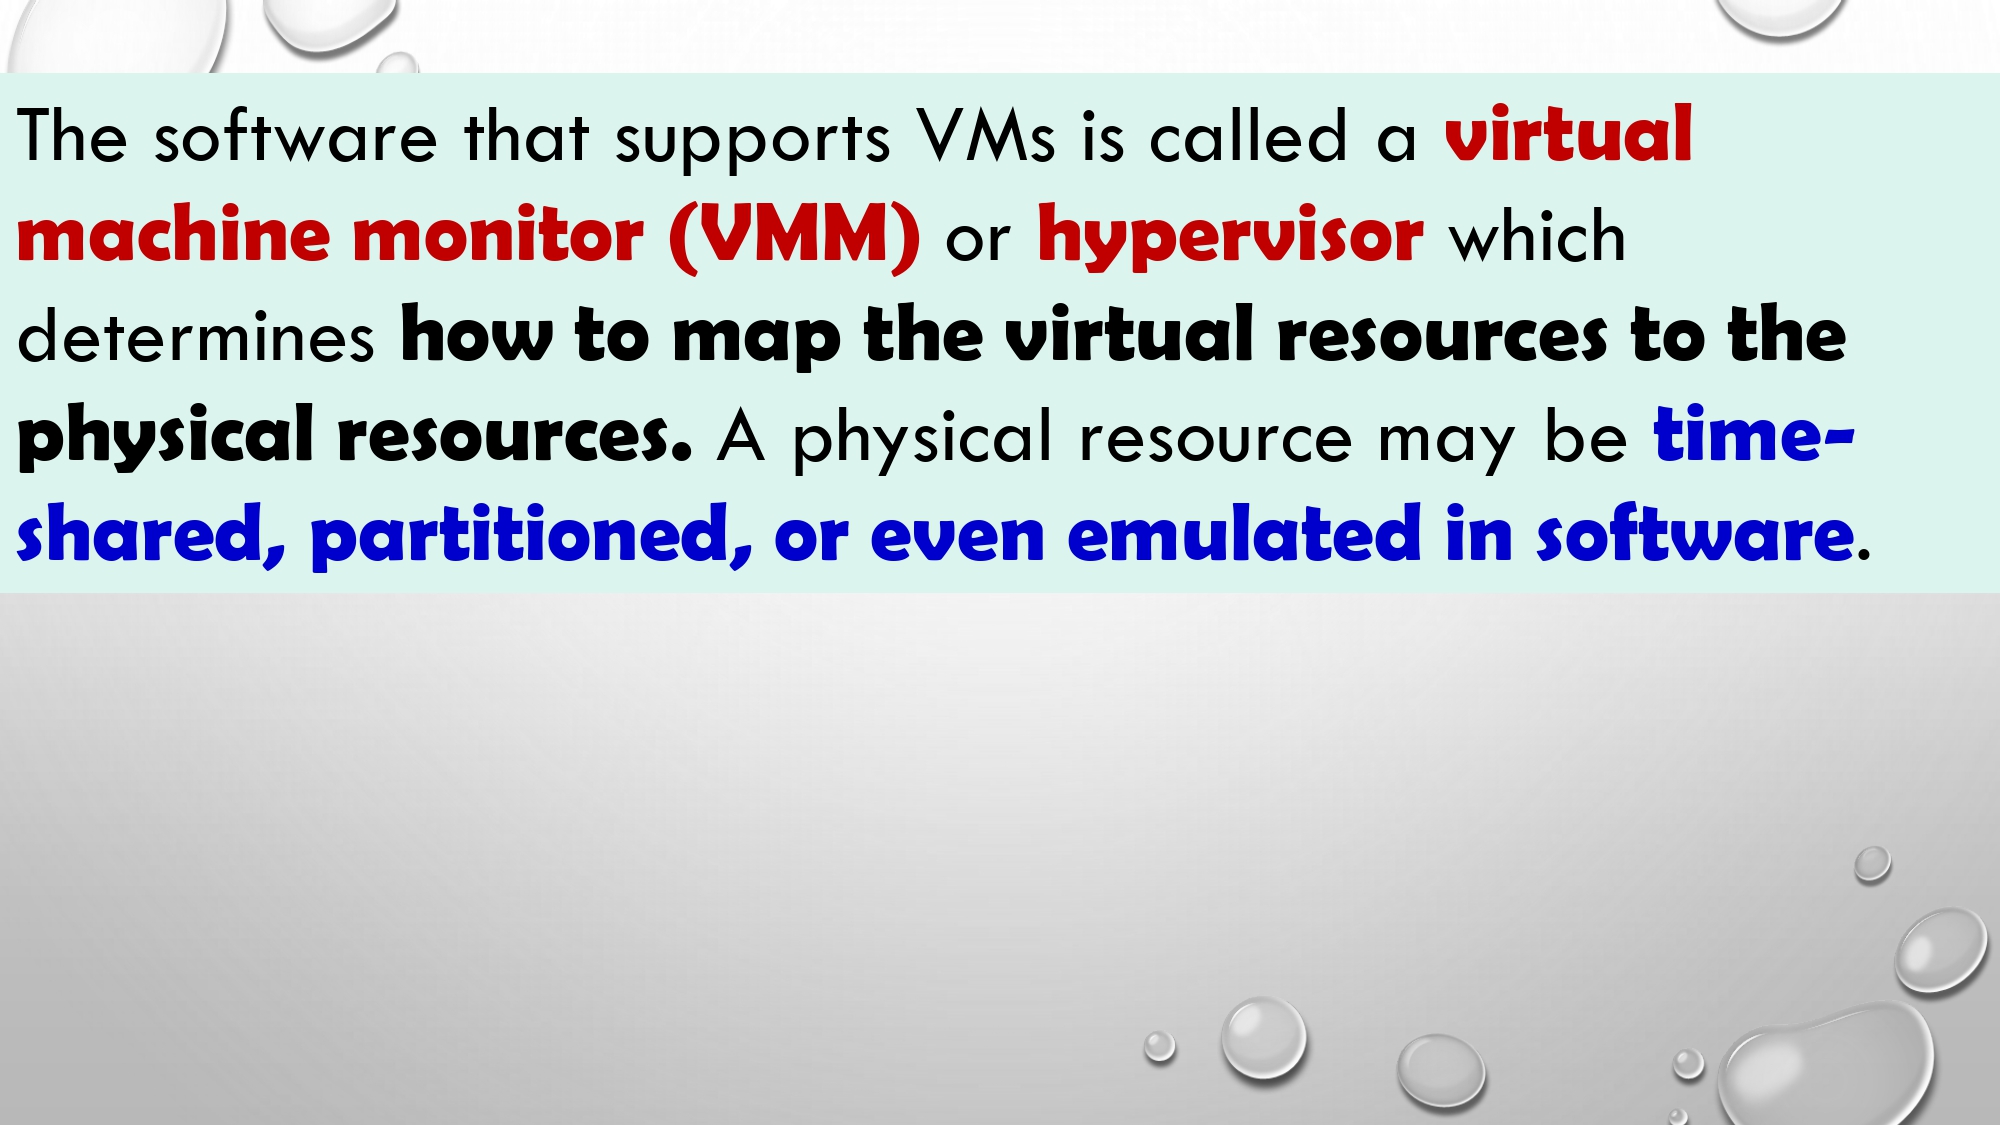 The software that supports VMs is called a virtual
machine monitor (VMM) or hypervisor which
determines how to map the virtual resources to the
physical resources. A physical resource may be time-
shared, partitioned, or even emulated in software.